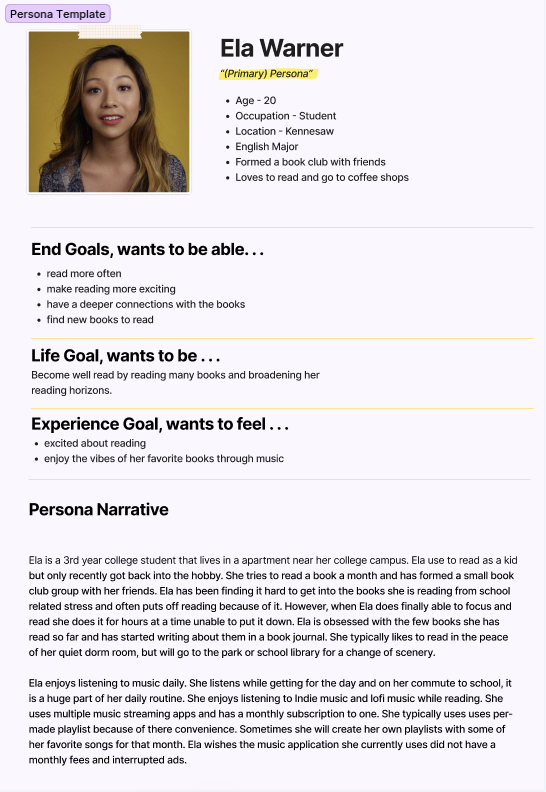 Persona Template
Ela Warner
“(Primary) Persona”
Age - 20
Occupation - Student
Location - Kennesaw
English Major
Formed a book club with friends
Loves to read and go to coffee shops
End Goals, wants to be able. . .
read more often
make reading more exciting
have a deeper connections with the books
find new books to read
Life Goal, wants to be . . .
Become well read by reading many books and broadening her
reading horizons.
Experience Goal, wants to feel . . .
excited about reading
enjoy the vibes of her favorite books through music
Persona Narrative
Ela is a 3rd year college student that lives in a apartment near her college campus. Ela use to read as a kid
but only recently got back into the hobby. She tries to read a book a month and has formed a small book
club group with her friends. Ela has been finding it hard to get into the books she is reading from school
related stress and often puts off reading because of it. However, when Ela does finally able to focus and
read she does it for hours at a time unable to put it down. Ela is obsessed with the few books she has
read so far and has started writing about them in a book journal. She typically likes to read in the peace
of her quiet dorm room, but will go to the park or school library for a change of scenery.
Ela enjoys listening to music daily. She listens while getting for the day and on her commute to school, it
is a huge part of her daily routine. She enjoys listening to Indie music and lofi music while reading. She
uses multiple music streaming apps and has a monthly subscription to one. She typically uses uses per-
made playlist because of there convenience. Sometimes she will create her own playlists with some of
her favorite songs for that month. Ela wishes the music application she currently uses did not have a
monthly fees and interrupted ads.